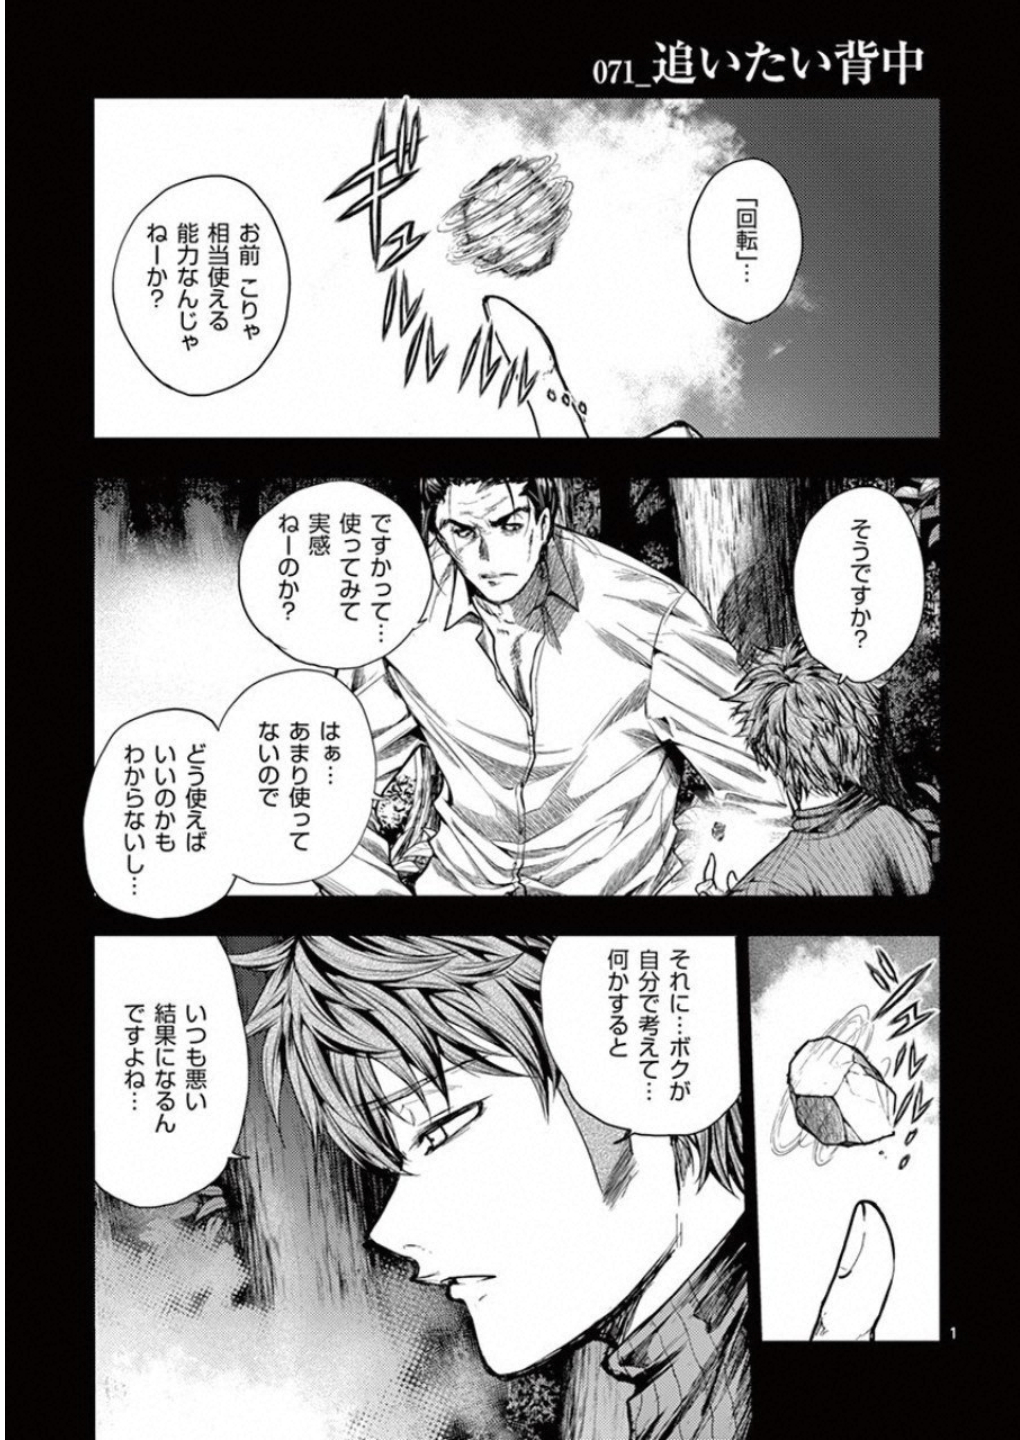 071_追いたい背中
「回転」…
お前 こりゃ
相当使える
能力なんじゃ
ねーか?
ギュルルルル
そうですか?
ですかって…
使ってみて
実感
ねーのか?
はぁ…
あまり使って
ないので
どう使えば
いいのかも
わからないし…
それに…ボクが
自分で考えて…
何かすると
いつも悪い
結果になるん
ですよね…
1